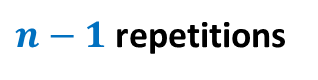 n − 1 repetitions